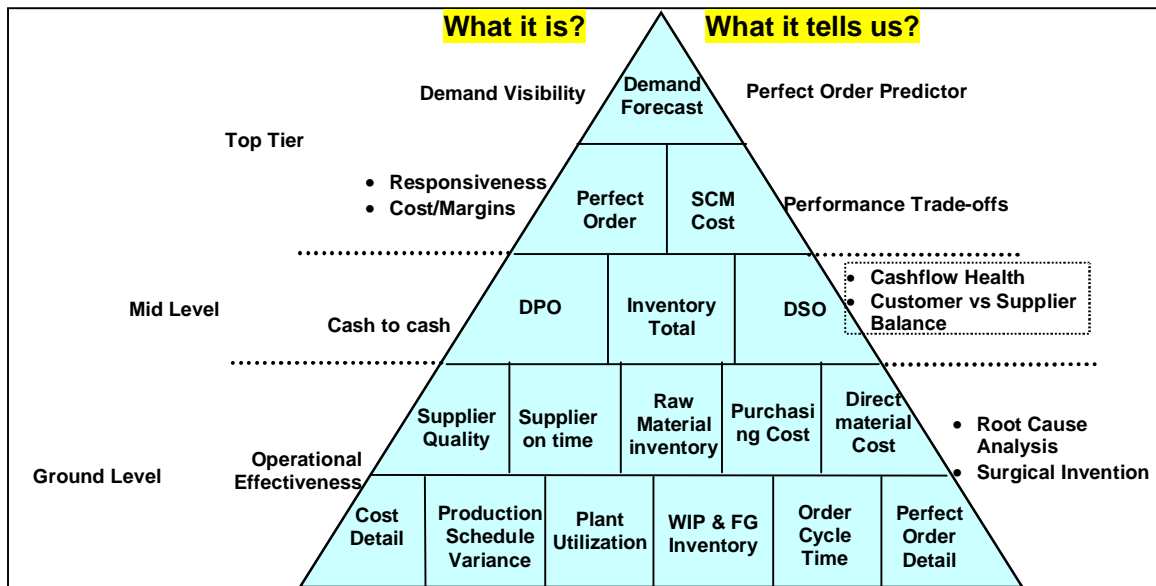 What it is?
What it tells us?
Demand Visibility
Demand
Forecast
Perfect Order Predictor
Top Tier
• Responsiveness
• Cost/Margins
Perfect
Order
SCM
Cost
Performance Trade-offs
Mid Level
Cash to cash
DPO
Inventory
Total
DSO
• Cashflow Health
• Customer vs Supplier
Balance
Ground Level
Operational
Effectiveness
Supplier
Quality
Supplier
on time
Raw
Material
inventory
Purchasi
ng Cost
Direct
material
Cost
• Root Cause
Analysis
• Surgical Invention
Cost
Detail
Production
Schedule
Variance
Plant
Utilization
WIP & FG
Inventory
Order
Cycle
Time
Perfect
Order
Detail